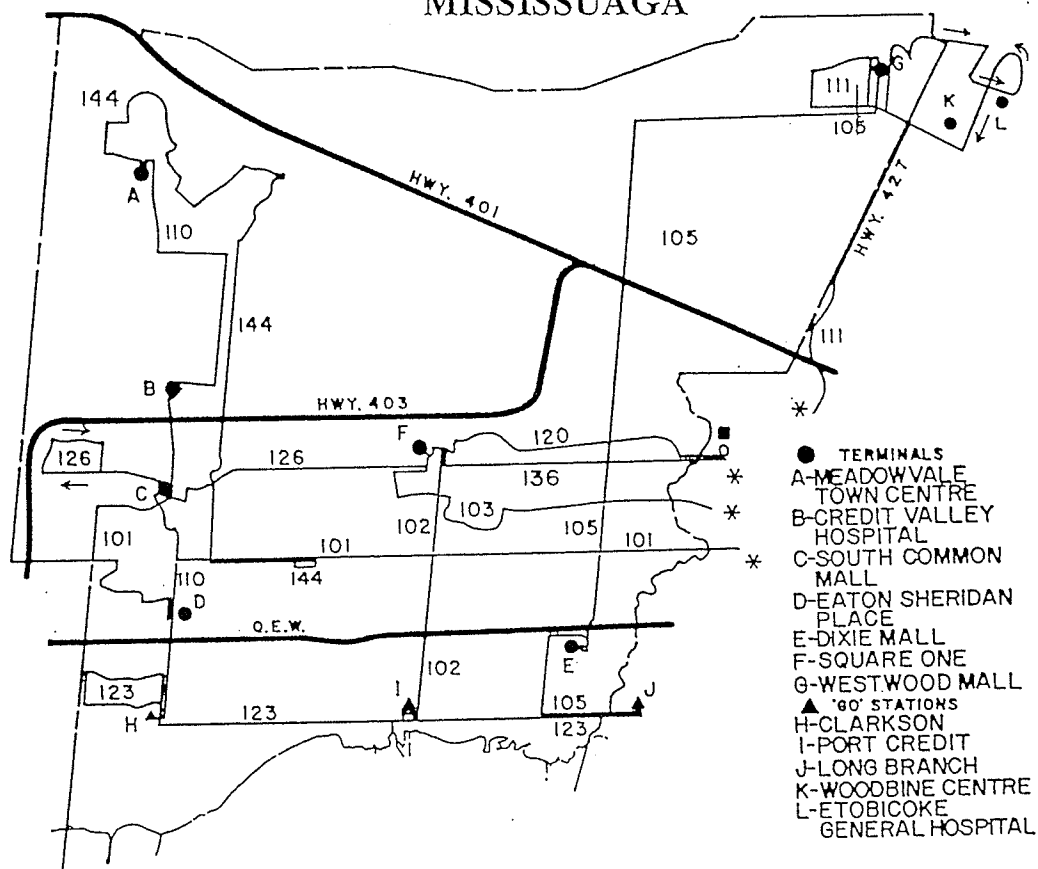 MISSISSUAGA
144
A
110
144
HWY. 401
111
G
105
K
L
HWY. 427
105
111
*
B
HWY. 403
F
120
126
126
136
*
C
103
*
102
105
101
101
101
*
144
110
D
Q.E.W.
E
102
123
I
J
H
123
105
123
TERMINALS
A-MEADOWVALE
TOWN CENTRE
B-CREDIT VALLEY
HOSPITAL
C-SOUTH COMMON
MALL
D-EATON SHERIDAN
PLACE
E-DIXIE MALL
F-SQUARE ONE
G-WESTWOOD MALL
'GO' STATIONS
H-CLARKSON
I-PORT CREDIT
J-LONG BRANCH
K-WOODBINE CENTRE
L-ETOBICOKE
GENERAL HOSPITAL